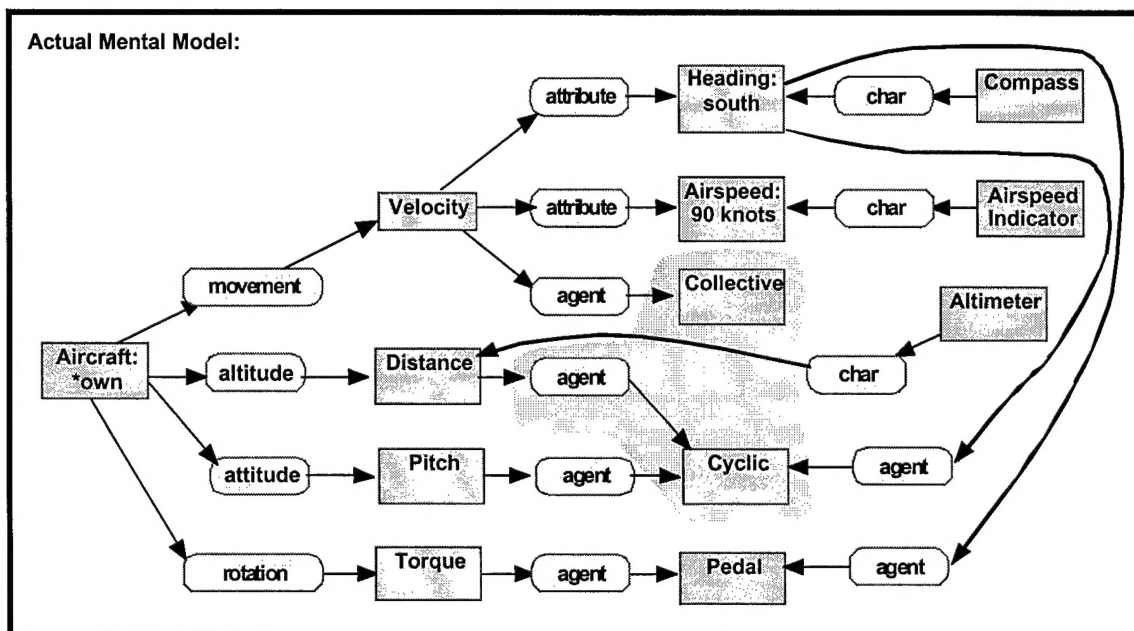 Actual Mental Model:
attribute
Heading:
south
char
Compass
Velocity
attribute
Airspeed:
90 knots
char
Airspeed
Indicator
movement
agent
Collective
Altimeter
Aircraft:
*own
altitude
Distance
agent
char
attitude
Pitch
agent
Cyclic
agent
rotation
Torque
agent
Pedal
agent